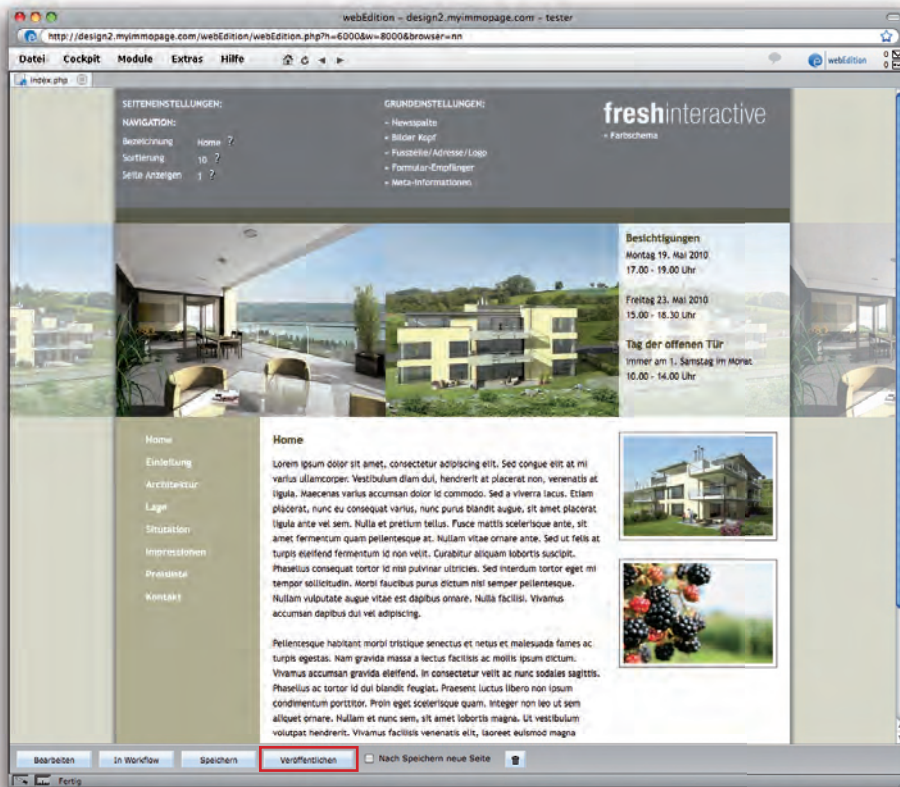 webEdition – design2.myimmopage.com – tester
http://design2.myimmopage.com/webEdition/webEdition.php?h=6000&w=8000&browser=nn
Datei Cockpit Module Extras Hilfe
webEdition
0
0
index.php
SEITENEINSTELLUNGEN:
NAVIGATION:
Bezeichnung Home ?
Sortierung 10 ?
Seite Anzeigen 1 ?
GRUNDEINSTELLUNGEN:
» Newsspalte
» Bilder Kopf
» Fusszeile/Adresse/Logo
» Formular-Empfänger
» Meta-Informationen
freshinteractive
» Farbschema
Besichtigungen
Montag 19. Mai 2010
17.00 - 19.00 Uhr
Freitag 23. Mai 2010
15.00 - 18.30 Uhr
Tag der offenen Tür
Immer am 1. Samstag im Monat
10.00 - 14.00 Uhr
Home
Einleitung
Architektur
Lage
Situation
Impressionen
Preisliste
Kontakt
Home
Lorem ipsum dolor sit amet, consectetur adipiscing elit. Sed congue elit at mi
varius ullamcorper. Vestibulum diam dui, hendrerit at placerat non, venenatis at
ligula. Maecenas varius accumsan dolor id commodo. Sed a viverra lacus. Etiam
placerat, nunc eu consequat varius, nunc purus blandit augue, sit amet placerat
ligula ante vel sem. Nulla et pretium tellus. Fusce mattis scelerisque ante, sit
amet fermentum quam pellentesque at. Nullam vitae ornare ante. Sed ut felis at
turpis eleifend fermentum id non velit. Curabitur aliquam lobortis suscipit.
Phasellus consequat tortor id nisi pulvinar ultricies. Sed interdum tortor eget mi
tempor sollicitudin. Morbi faucibus purus dictum nisi semper pellentesque.
Nullam vulputate augue vitae est dapibus ornare. Nulla facilisi. Vivamus
accumsan dapibus dui vel adipiscing.
Pellentesque habitant morbi tristique senectus et netus et malesuada fames ac
turpis egestas. Nam gravida massa a lectus facilisis ac mollis ipsum dictum.
Vivamus accumsan gravida eleifend. In consectetur velit ac nunc sodales sagittis.
Phasellus ac tortor id dui blandit feugiat. Praesent luctus libero non ipsum
condimentum porttitor. Proin eget scelerisque quam. Integer non leo ut sem
aliquet ornare. Nullam et nunc sem, sit amet lobortis magna. Ut vestibulum
volutpat hendrerit. Vivamus facilisis venenatis elit, laoreet euismod magna
Bearbeiten In Workflow Speichern Veröffentlichen Nach Speichern neue Seite
Fertig